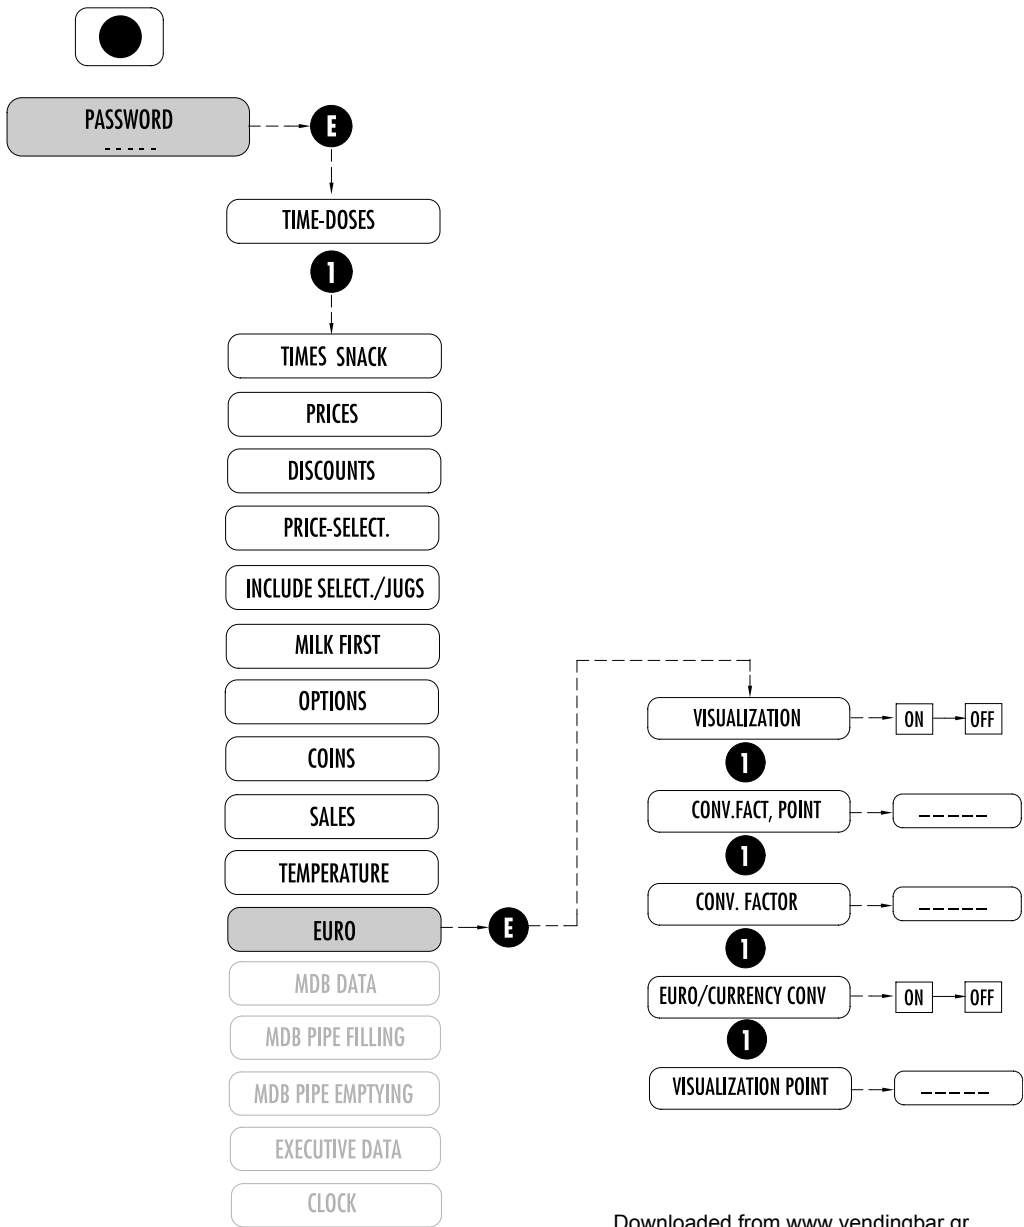 PASSWORD
- - - - -
E
TIME-DOSES
1
TIMES SNACK
PRICES
DISCOUNTS
PRICE-SELECT.
INCLUDE SELECT./JUGS
MILK FIRST
OPTIONS
COINS
SALES
TEMPERATURE
EURO
E
MDB DATA
MDB PIPE FILLING
MDB PIPE EMPTYING
EXECUTIVE DATA
CLOCK
VISUALIZATION
ON
OFF
1
CONV.FACT, POINT
_ _ _ _ _
1
CONV. FACTOR
_ _ _ _ _
1
EURO/CURRENCY CONV
ON
OFF
1
VISUALIZATION POINT
_ _ _ _ _
Downloaded from www.vendingbar.gr